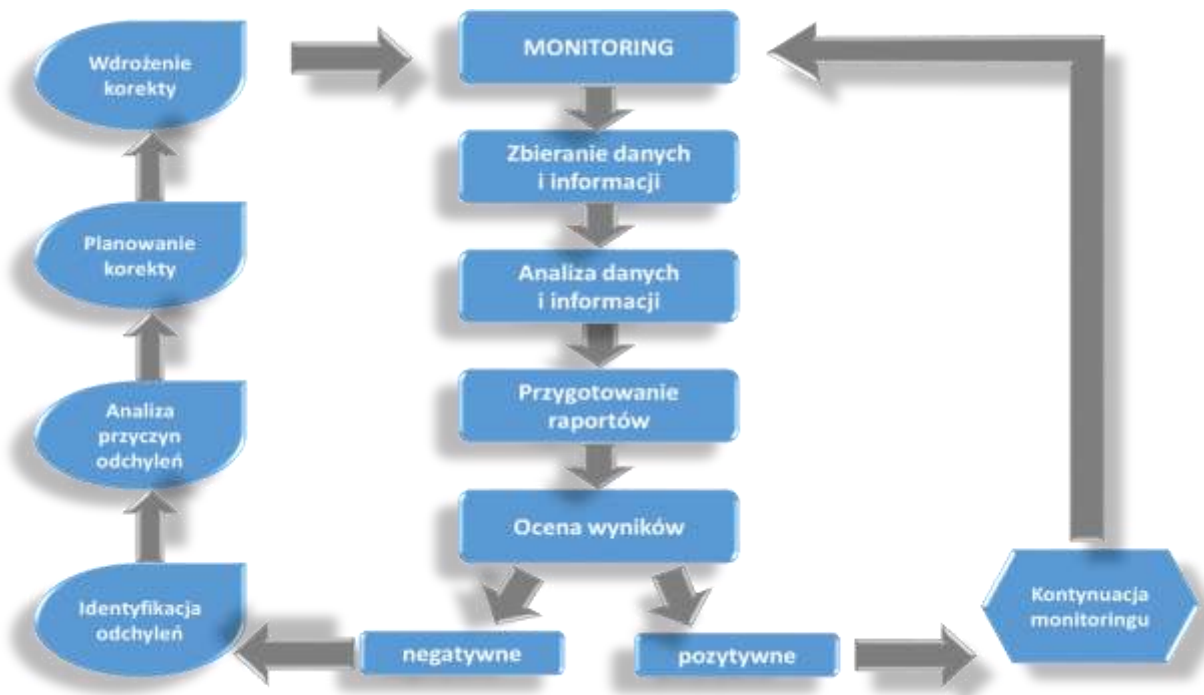 MONITORING
Zbieranie danych
i informacji
Analiza danych
i informacji
Przygotowanie
raportów
Ocena wyników
negatywne
pozytywne
Identyfikacja
odchyleń
Analiza
przyczyn
odchyleń
Planowanie
korekty
Wdrożenie
korekty
Kontynuacja
monitoringu